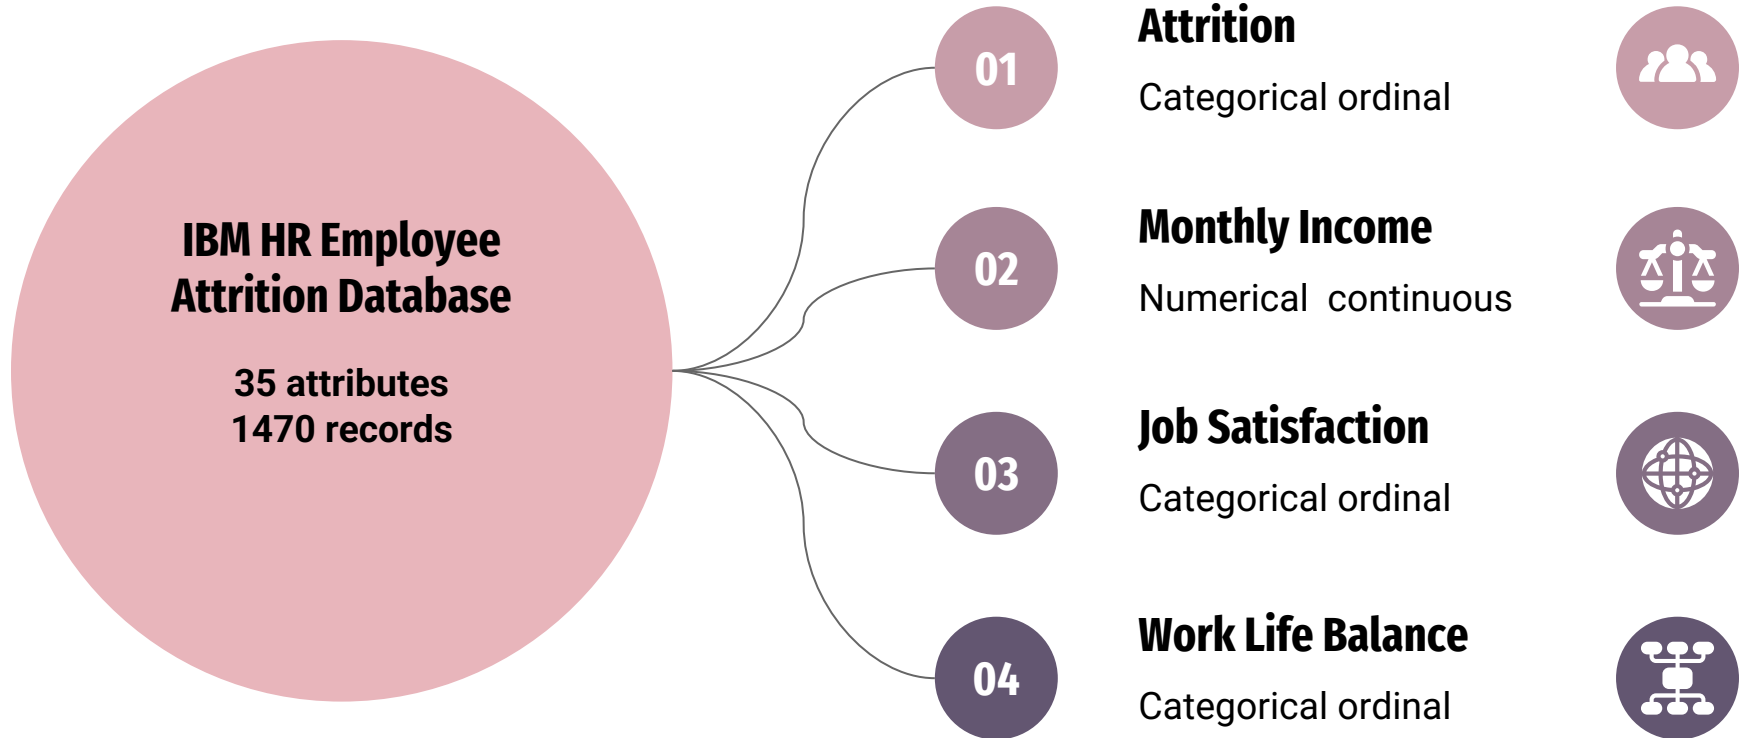 IBM HR Employee
Attrition Database
35 attributes
1470 records
01
Attrition
Categorical ordinal
02
Monthly Income
Numerical  continuous
03
Job Satisfaction
Categorical ordinal
04
Work Life Balance
Categorical ordinal